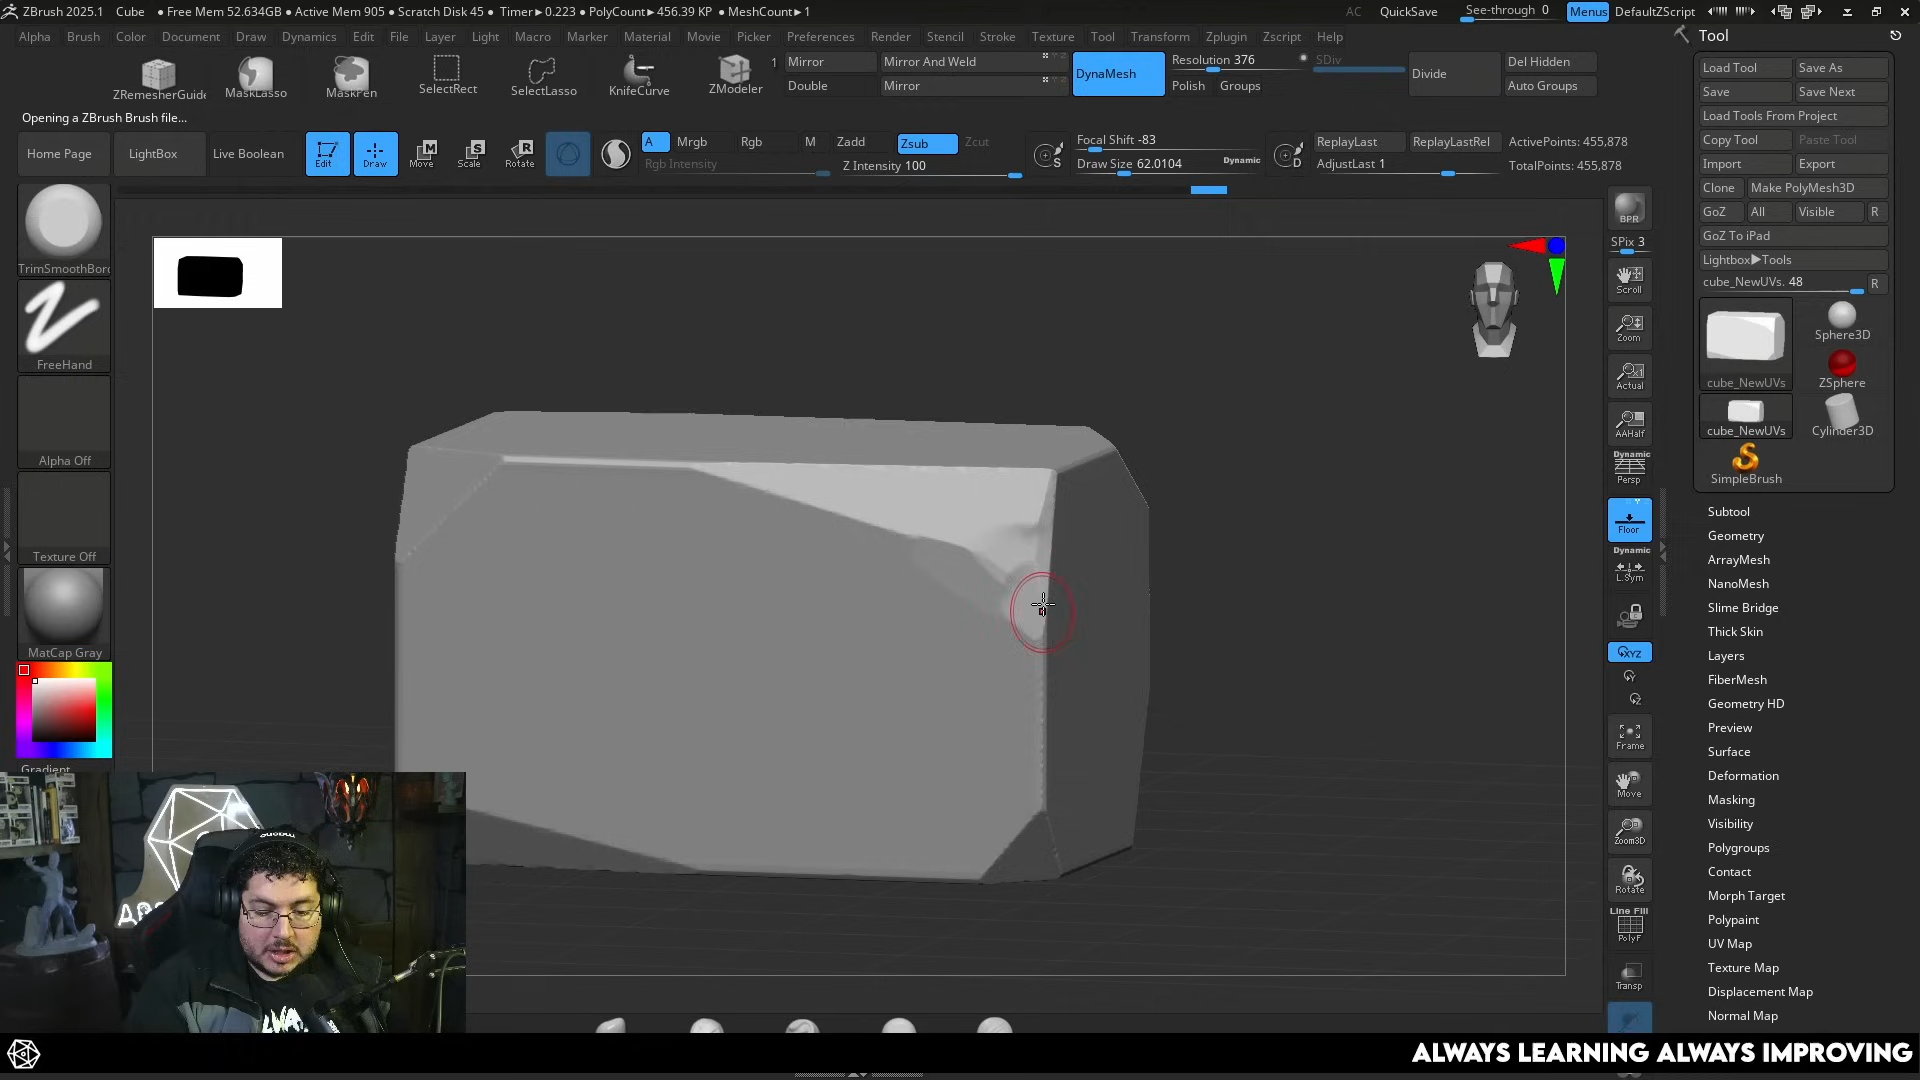 ZBrush 2025.1 Cube ● Free Mem 52.634GB ● Active Mem 905 ● Scratch Disk 45 ● Timer►0.223 ● PolyCount►456.39 KP ● MeshCount►1
AC QuickSave See-through 0 Menus DefaultZScript
Alpha Brush Color Document Draw Dynamics Edit File Layer Light Macro Marker Material Movie Picker Preferences Render Stencil Stroke Texture Tool Transform Zplugin Zscript Help
ZRemesherGuide MaskLasso MaskPen SelectRect SelectLasso KnifeCurve ZModeler 1
Mirror Mirror And Weld
Double Mirror
DynaMesh Resolution 376 SDiv
Polish Groups
Divide Del Hidden
Auto Groups
Opening a ZBrush Brush file...
Home Page LightBox Live Boolean Edit Draw Move Scale Rotate
A Mrgb Rgb M Zadd Zsub Zcut
Rgb Intensity Z Intensity 100
S Focal Shift -83
Draw Size 62.0104 Dynamic
D ReplayLast ReplayLastRel ActivePoints: 455,878
AdjustLast 1 TotalPoints: 455,878
TrimSmoothBord
FreeHand
Alpha Off
Texture Off
MatCap Gray
Gradient
BPR
SPix 3
Scroll
Zoom
Actual
AAHalf
Dynamic
Persp
Floor
Dynamic
L.Sym
XYZ
Y
Z
Frame
Move
Zoom3D
Rotate
Line Fill
PolyF
Transp
Tool
Load Tool Save As
Save Save Next
Load Tools From Project
Copy Tool Paste Tool
Import Export
Clone Make PolyMesh3D
GoZ All Visible R
GoZ To iPad
Lightbox►Tools
cube_NewUVs. 48 R
cube_NewUVs Sphere3D
ZSphere
cube_NewUVs Cylinder3D
SimpleBrush
Subtool
Geometry
ArrayMesh
NanoMesh
Slime Bridge
Thick Skin
Layers
FiberMesh
Geometry HD
Preview
Surface
Deformation
Masking
Visibility
Polygroups
Contact
Morph Target
Polypaint
UV Map
Texture Map
Displacement Map
Normal Map
ALWAYS LEARNING ALWAYS IMPROVING